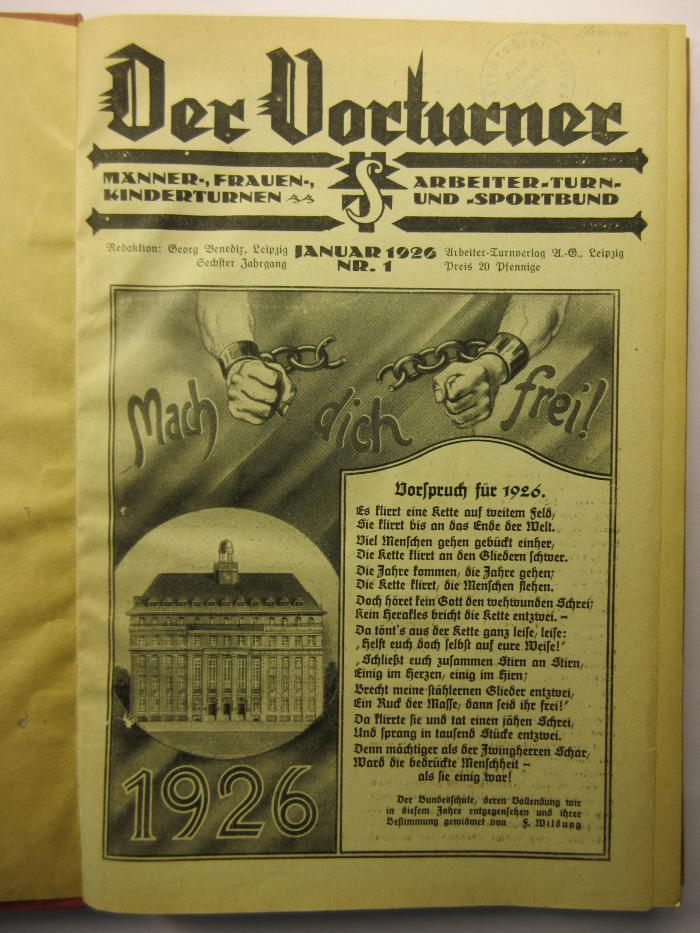 Der Vorturner
MÄNNER-, FRAUEN-,
KINDERTURNEN
ARBEITER-TURN-
UND -SPORTBUND
S
Redaktion: Georg Benedix, Leipzig
Sechster Jahrgang
JANUAR 1926
NR. 1
Arbeiter-Turnverlag A.-G., Leipzig
Preis 20 Pfennige
Mach dich frei!
Vorspruch für 1926.
Es klirrt eine Kette auf weitem Feld,
Sie klirrt bis an das Ende der Welt.
Viel Menschen gehen gebückt einher,
Die Kette klirrt an den Gliedern schwer.
Die Jahre kommen, die Jahre gehen;
Die Kette klirrt, die Menschen flehen.
Doch höret kein Gott den wehwunden Schrei;
Kein Herakles bricht die Kette entzwei. –
Da tönt's aus der Kette ganz leise, leise:
„Helft euch doch selbst auf eure Weise!"
„Schließt euch zusammen Stirn an Stirn,
Einig im Herzen, einig im Hirn;
Brecht meine stählernen Glieder entzwei,
Ein Ruck der Masse, dann seid ihr frei!"
Da klirrte sie und tat einen jähen Schrei,
Und sprang in tausend Stücke entzwei.
Denn mächtiger als der Zwingherren Schar,
Ward die bedrückte Menschheit –
als sie einig war!
Der Bundesschule, deren Vollendung wir
in diesem Jahre entgegensehen und ihrer
Bestimmung gewidmet von F. Wildung
1926